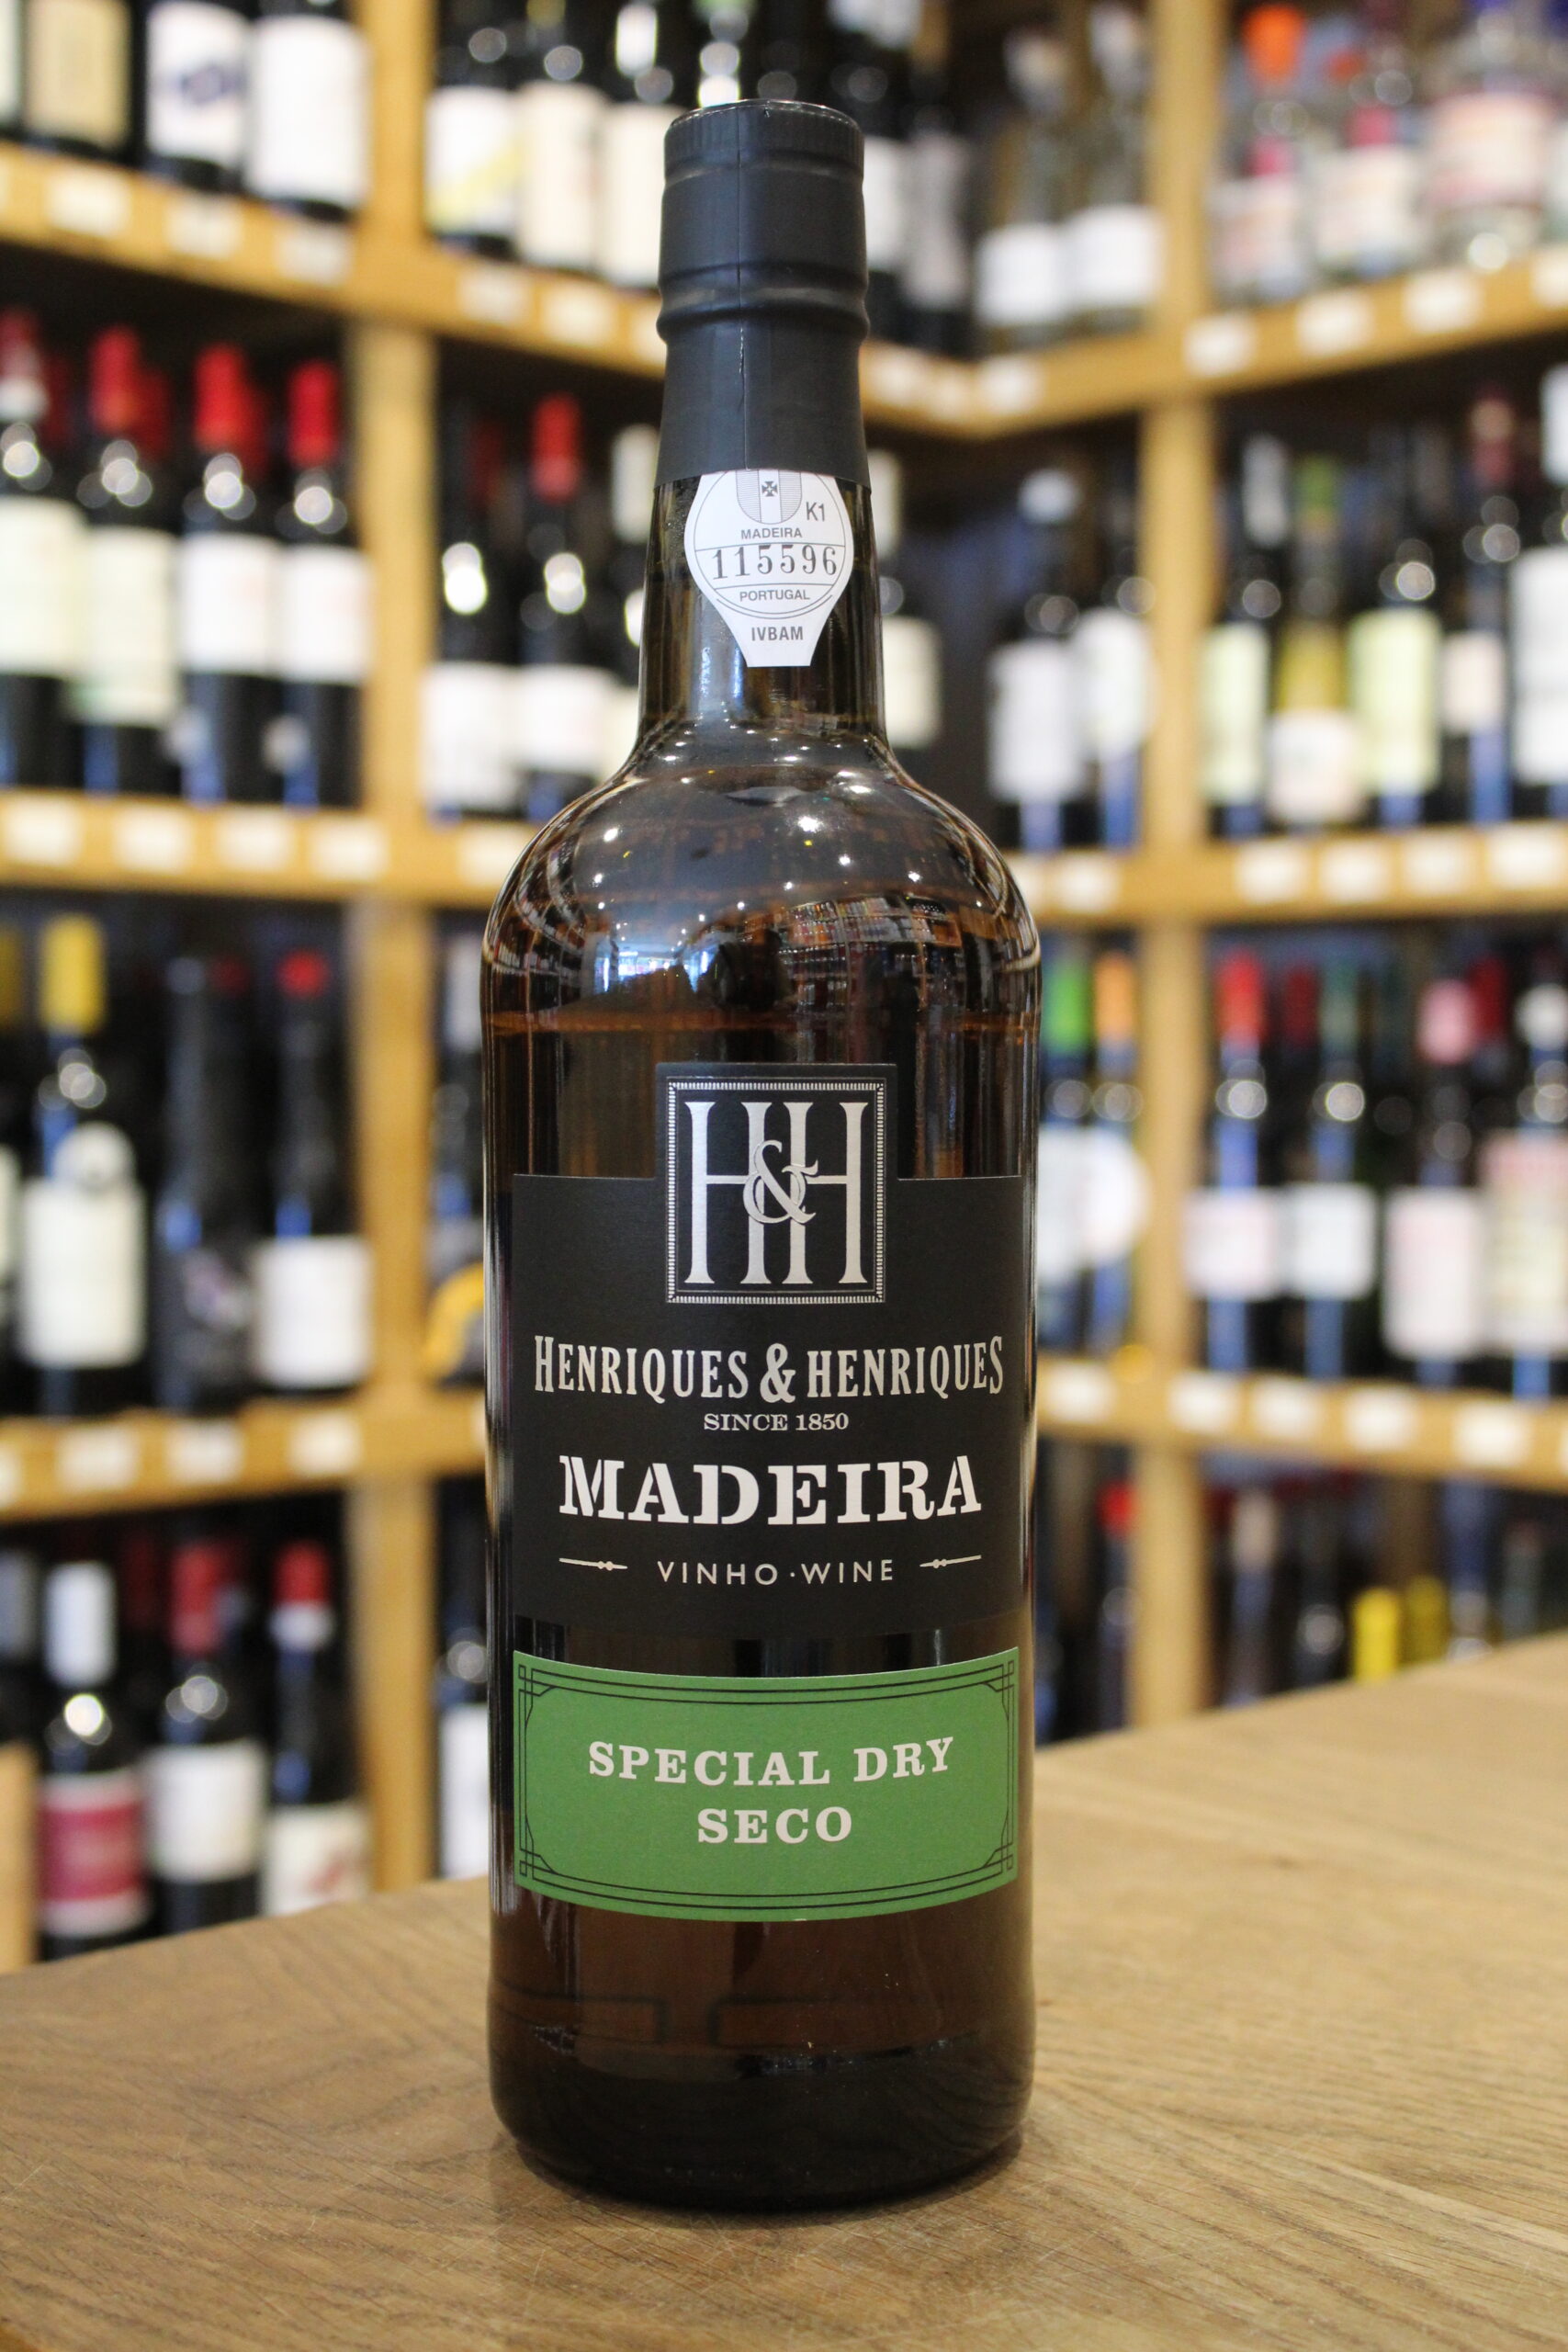 K1
MADEIRA
115596
PORTUGAL
IVBAM
H&H
HENRIQUES & HENRIQUES
SINCE 1850
MADEIRA
VINHO·WINE
SPECIAL DRY
SECO